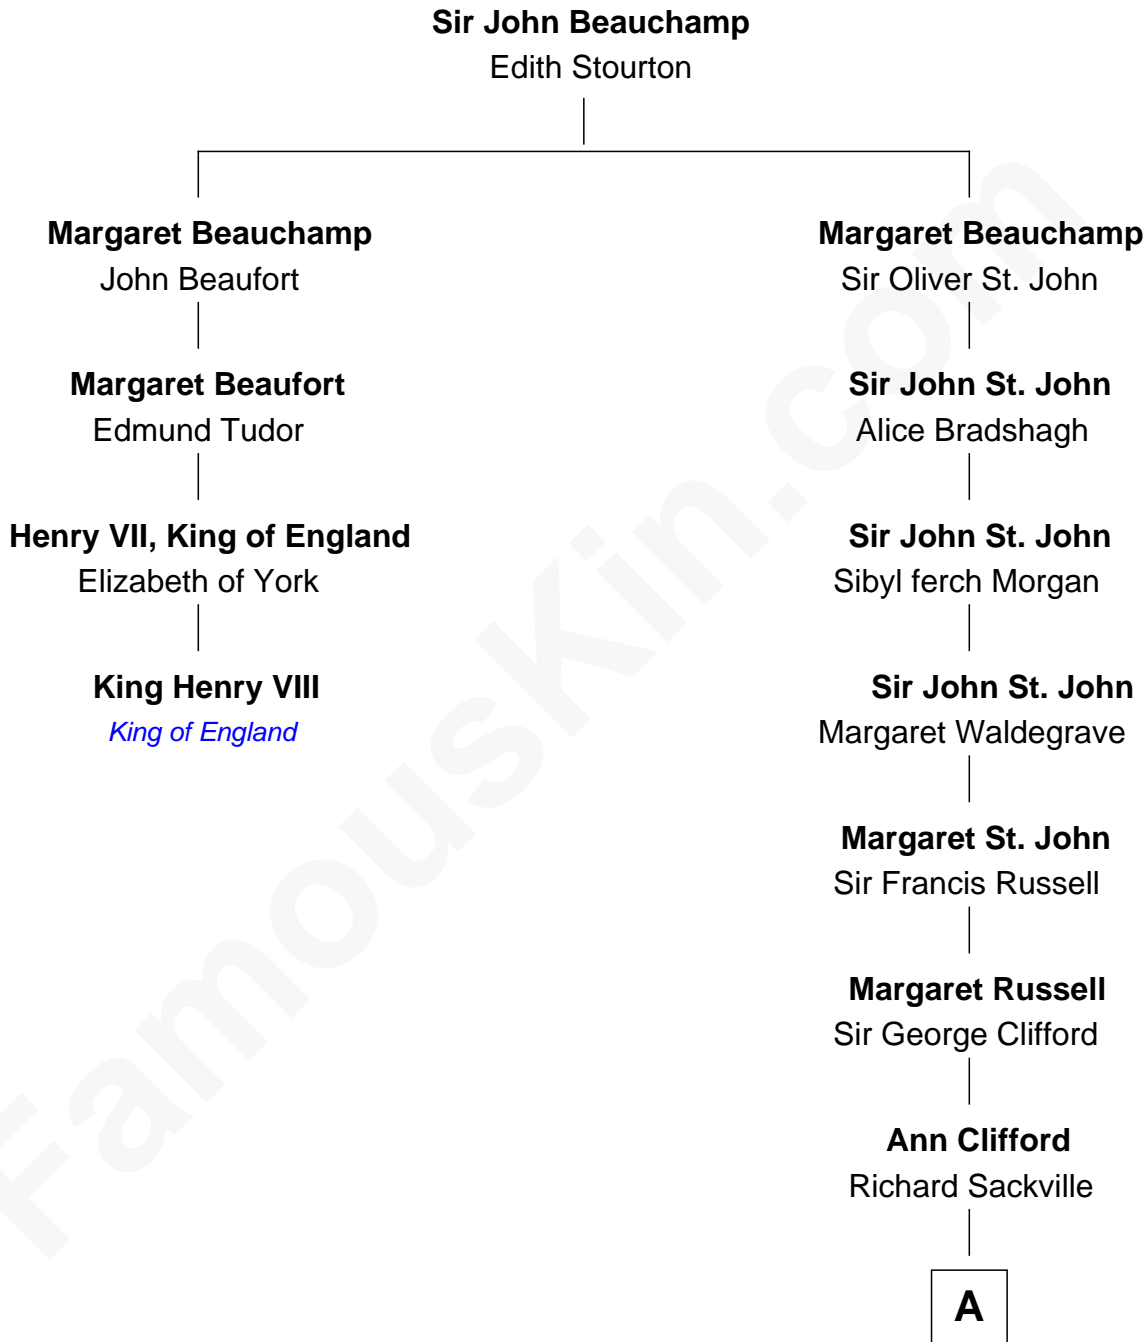 Sir John Beauchamp
Edith Stourton
Margaret Beauchamp
John Beaufort
Margaret Beaufort
Edmund Tudor
Henry VII, King of England
Elizabeth of York
King Henry VIII
King of England
Margaret Beauchamp
Sir Oliver St. John
Sir John St. John
Alice Bradshagh
Sir John St. John
Sibyl ferch Morgan
Sir John St. John
Margaret Waldegrave
Margaret St. John
Sir Francis Russell
Margaret Russell
Sir George Clifford
Ann Clifford
Richard Sackville
A
FamousKin.com